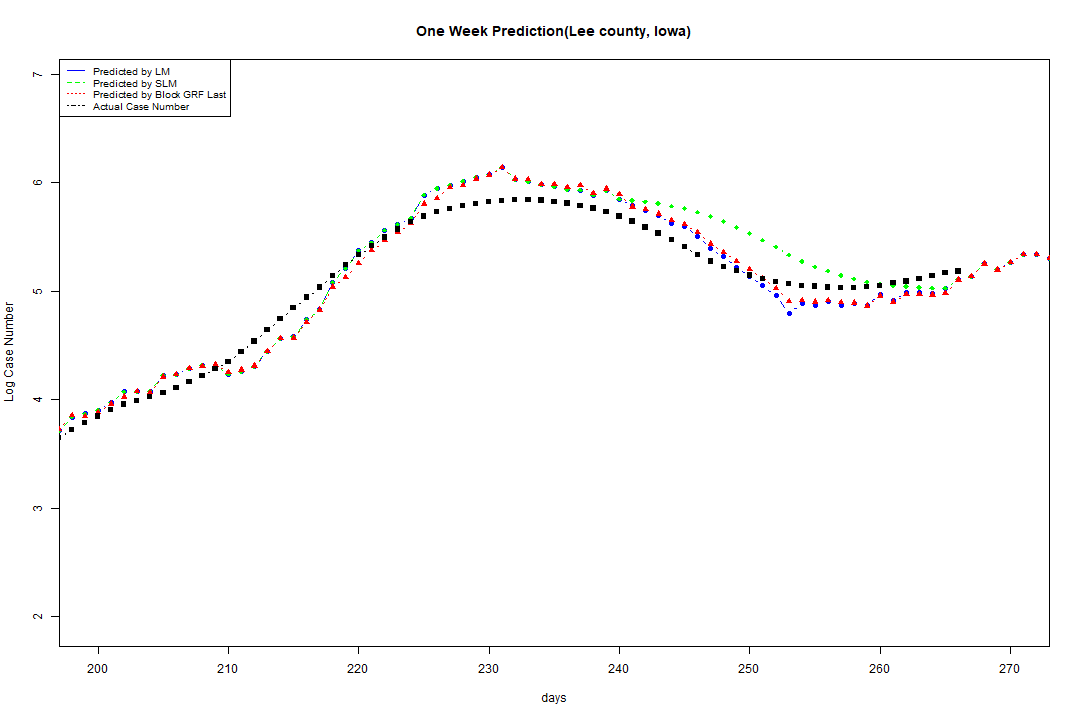 One Week Prediction(Lee county, Iowa)
Predicted by LM
Predicted by SLM
Predicted by Block GRF Last
Actual Case Number
Log Case Number
7
6
5
4
3
2
200 210 220 230 240 250 260 270
days